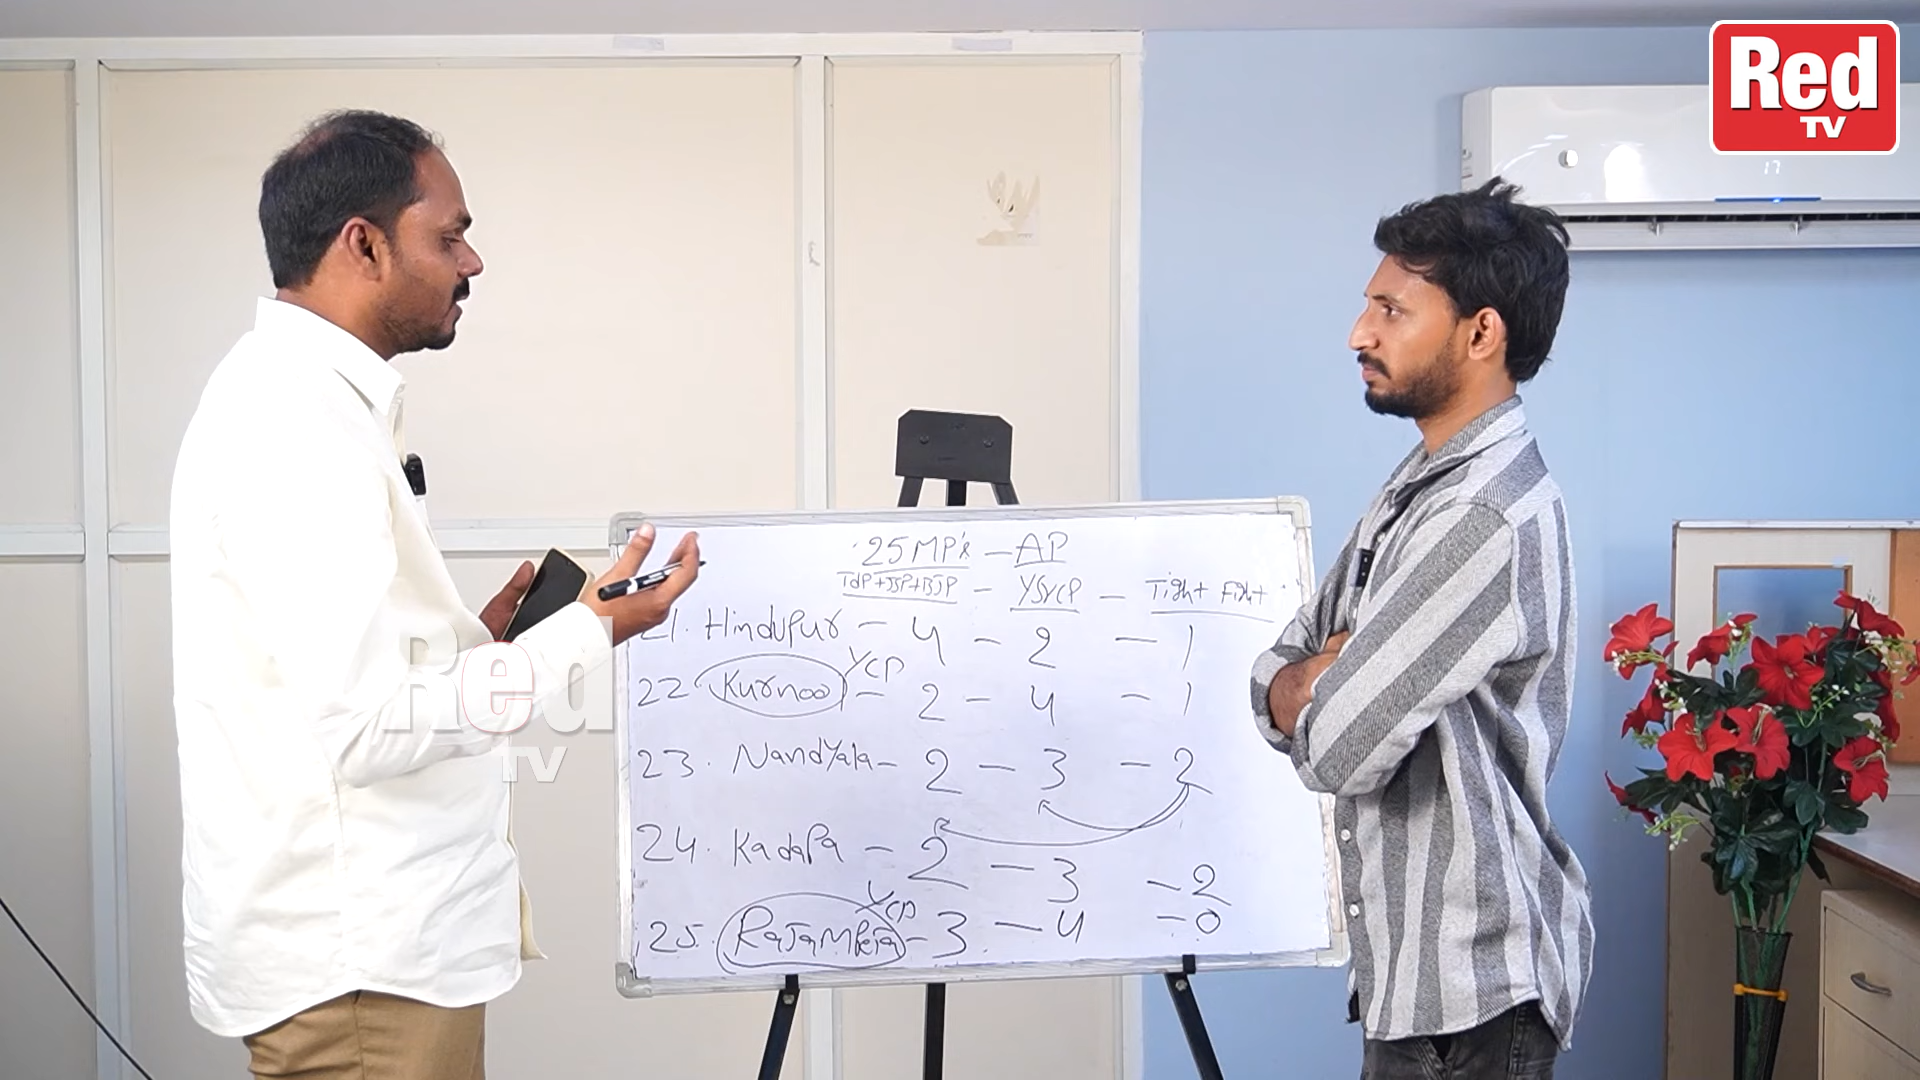 Red
TV
17
25 MP's - AP
TdP+JSP+BJP - YSrCP - Tight Fight
21. Hindupur - 4 - 2 - 1
YCP
22. Kurnool - 2 - 4 - 1
23. Nandyala - 2 - 3 - 2
24. Kadapa - 2 - 3 - 2
YCP
25. Rajampeta - 3 - 4 - 0
Red
TV